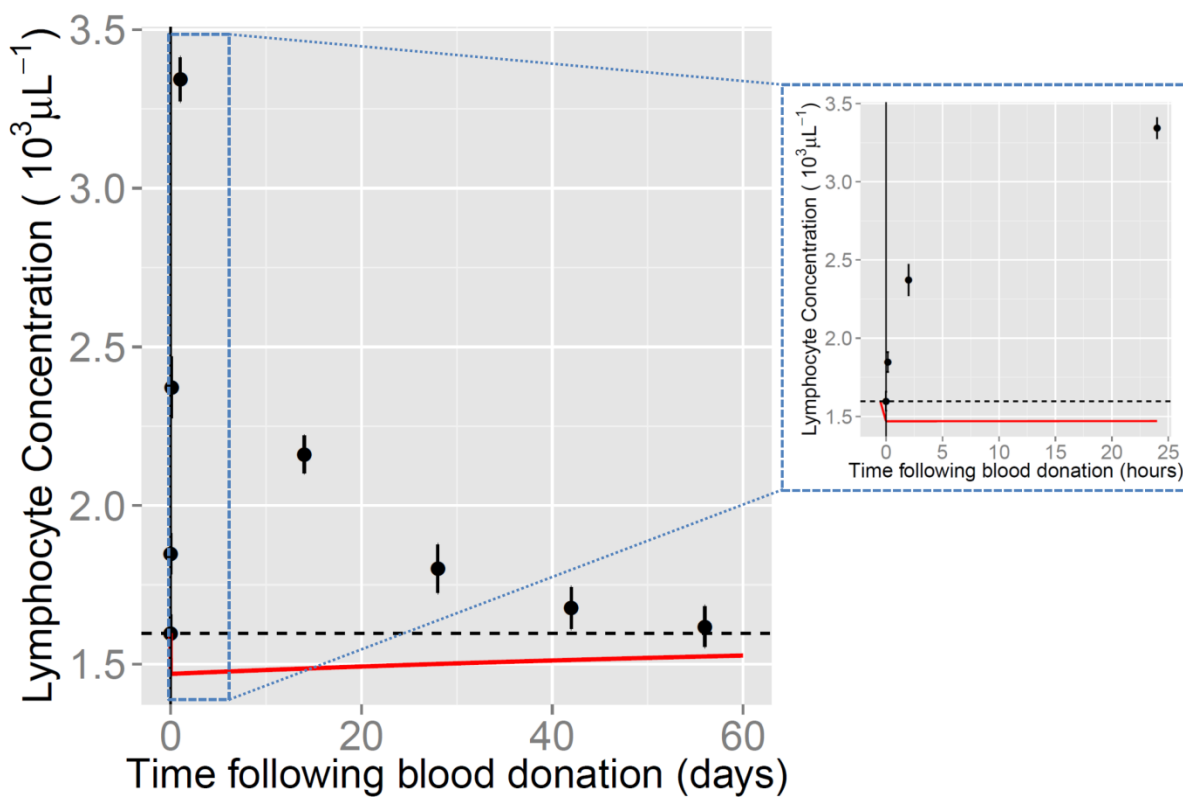 Lymphocyte Concentration ( 10³μL⁻¹)
3.5
3.0
2.5
2.0
1.5
0 20 40 60
Time following blood donation (days)
Lymphocyte Concentration ( 10³μL⁻¹)
3.5
3.0
2.5
2.0
1.5
0 5 10 15 20 25
Time following blood donation (hours)